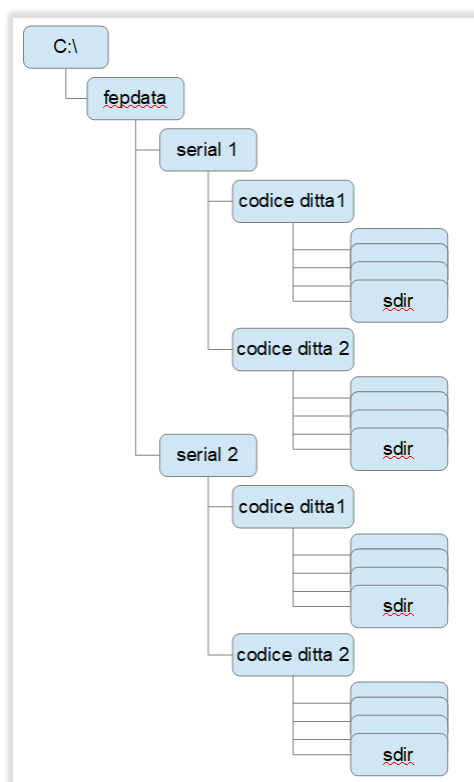 C:\
fepdata
serial 1
codice ditta1
sdir
codice ditta 2
sdir
serial 2
codice ditta1
sdir
codice ditta 2
sdir